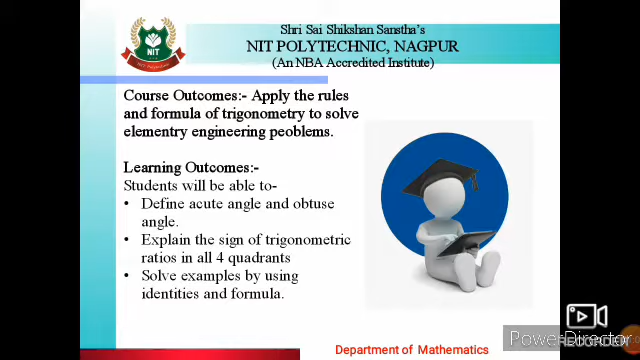 Shri Sai Shikshan Sanstha's
NIT POLYTECHNIC, NAGPUR
(An NBA Accredited Institute)
NIT
Course Outcomes:- Apply the rules
and formula of trigonometry to solve
elementry engineering peoblems.
Learning Outcomes:-
Students will be able to-
• Define acute angle and obtuse
angle.
• Explain the sign of trigonometric
ratios in all 4 quadrants
• Solve examples by using
identities and formula.
Department of Mathematics
PowerDirector
RECORDER